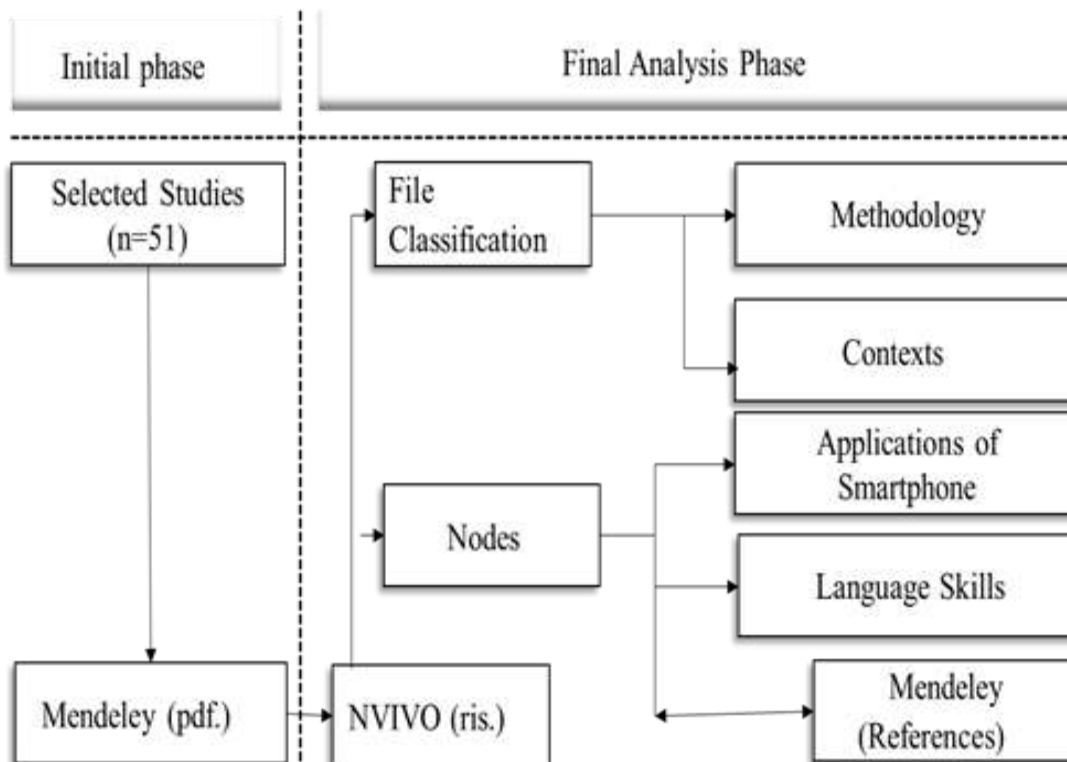 Initial phase
Final Analysis Phase
Selected Studies
(n=51)
File
Classification
Methodology
Contexts
Applications of
Smartphone
Nodes
Language Skills
Mendeley (pdf.)
NVIVO (ris.)
Mendeley
(References)